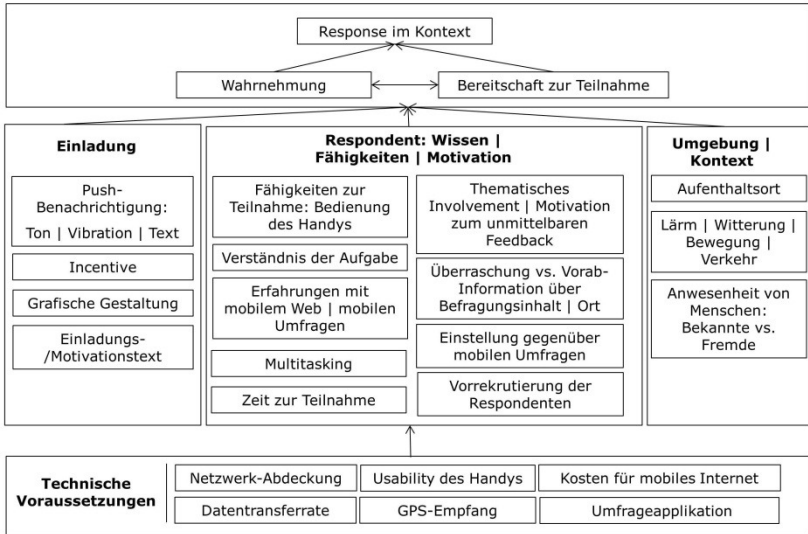 Response im Kontext
Wahrnehmung
Bereitschaft zur Teilnahme
Einladung
Push-
Benachrichtigung:
Ton | Vibration | Text
Incentive
Grafische Gestaltung
Einladungs-
/Motivationstext
Respondent: Wissen |
Fähigkeiten | Motivation
Fähigkeiten zur
Teilnahme: Bedienung
des Handys
Verständnis der Aufgabe
Erfahrungen mit
mobilem Web | mobilen
Umfragen
Multitasking
Zeit zur Teilnahme
Thematisches
Involvement | Motivation
zum unmittelbaren
Feedback
Überraschung vs. Vorab-
Information über
Befragungsinhalt | Ort
Einstellung gegenüber
mobilen Umfragen
Vorrekrutierung der
Respondenten
Umgebung |
Kontext
Aufenthaltsort
Lärm | Witterung |
Bewegung |
Verkehr
Anwesenheit von
Menschen:
Bekannte vs.
Fremde
Technische
Voraussetzungen
Netzwerk-Abdeckung
Usability des Handys
Kosten für mobiles Internet
Datentransferrate
GPS-Empfang
Umfrageapplikation